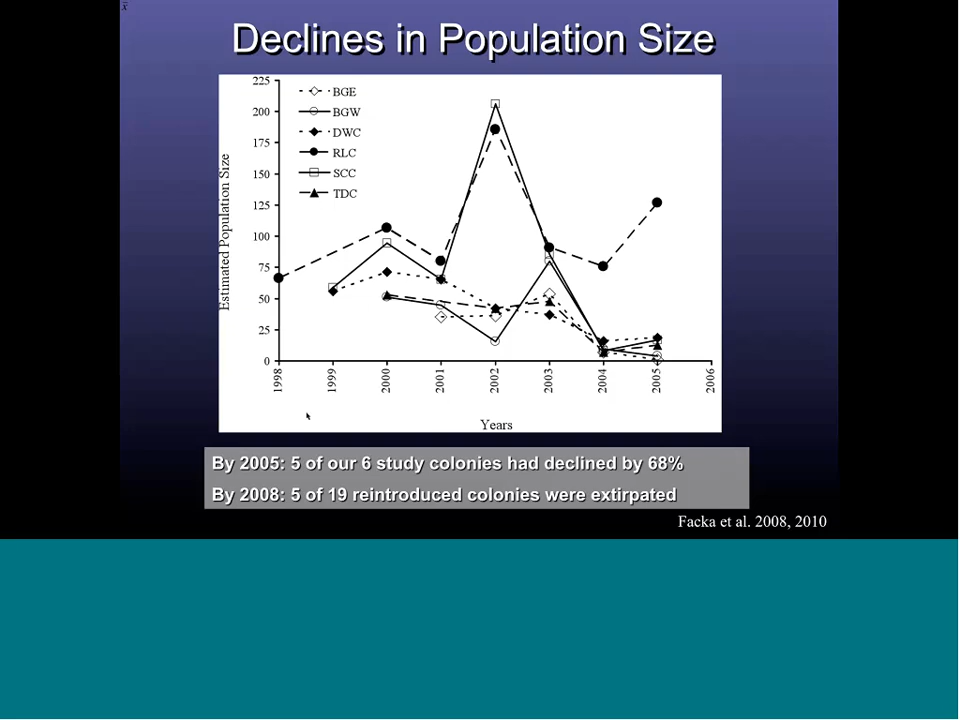 x̄
Declines in Population Size
225
200
175
150
125
100
75
50
25
0
Estimated Population Size
BGE
BGW
DWC
RLC
SCC
TDC
1998
1999
2000
2001
2002
2003
2004
2005
2006
Years
By 2005: 5 of our 6 study colonies had declined by 68%
By 2008: 5 of 19 reintroduced colonies were extirpated
Facka et al. 2008, 2010